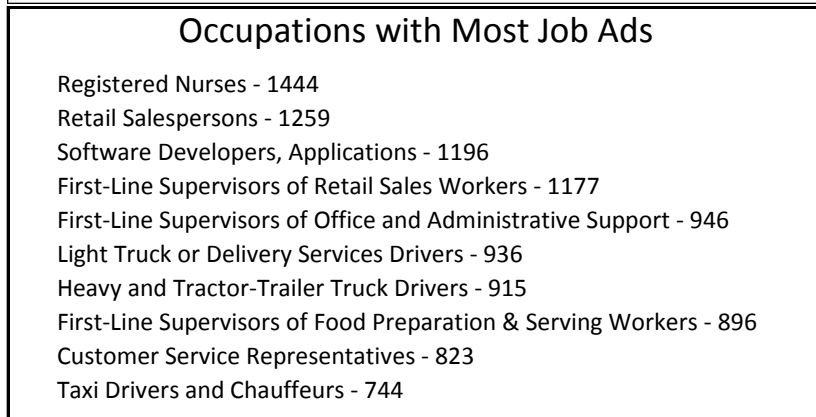 Occupations with Most Job Ads
Registered Nurses - 1444
Retail Salespersons - 1259
Software Developers, Applications - 1196
First-Line Supervisors of Retail Sales Workers - 1177
First-Line Supervisors of Office and Administrative Support - 946
Light Truck or Delivery Services Drivers - 936
Heavy and Tractor-Trailer Truck Drivers - 915
First-Line Supervisors of Food Preparation & Serving Workers - 896
Customer Service Representatives - 823
Taxi Drivers and Chauffeurs - 744